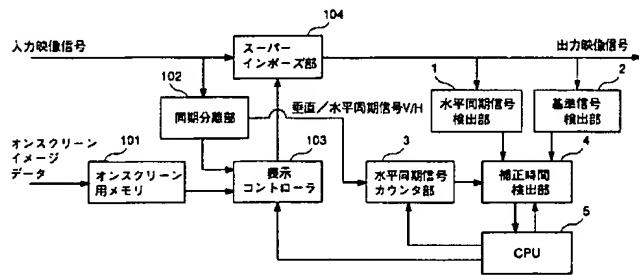 104
入力映像信号
スーパー
インポーズ部
出力映像信号
102
同期分離部
垂直／水平同期信号V/H
1
水平同期信号
検出部
2
基準信号
検出部
オンスクリーン
イメージ
データ
101
オンスクリーン
用メモリ
103
表示
コントローラ
3
水平同期信号
カウンタ部
4
補正時間
検出部
5
CPU